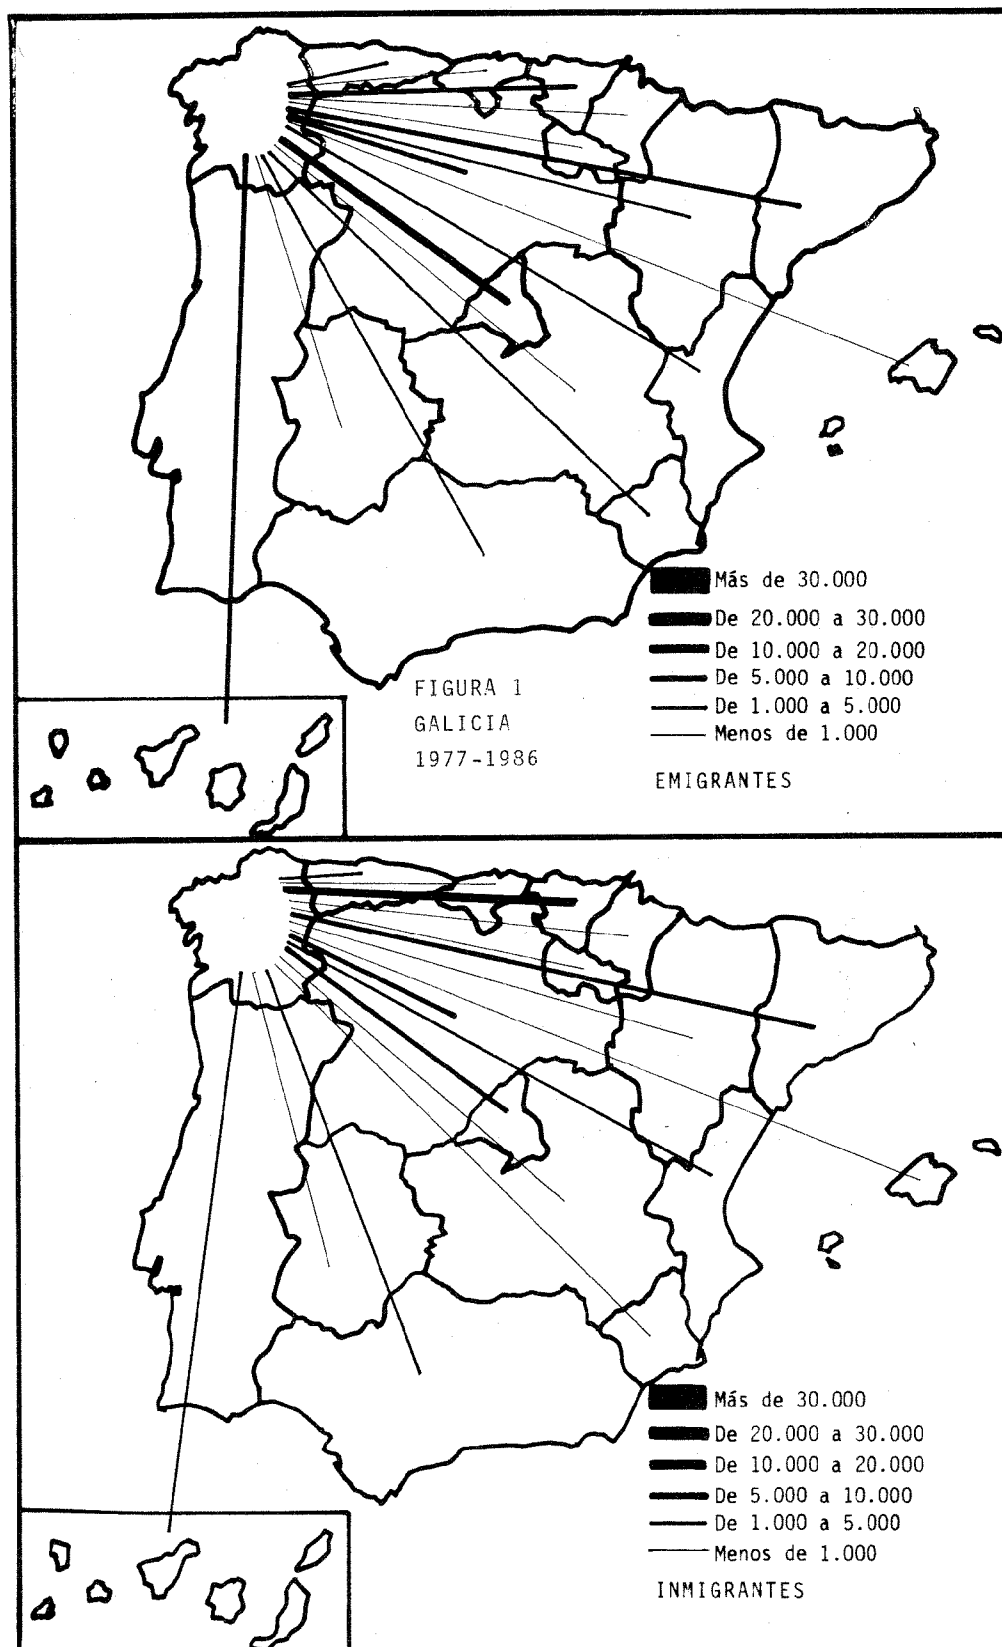 Más de 30.000
De 20.000 a 30.000
De 10.000 a 20.000
De 5.000 a 10.000
De 1.000 a 5.000
Menos de 1.000
FIGURA 1
GALICIA
1977-1986
EMIGRANTES
Más de 30.000
De 20.000 a 30.000
De 10.000 a 20.000
De 5.000 a 10.000
De 1.000 a 5.000
Menos de 1.000
INMIGRANTES